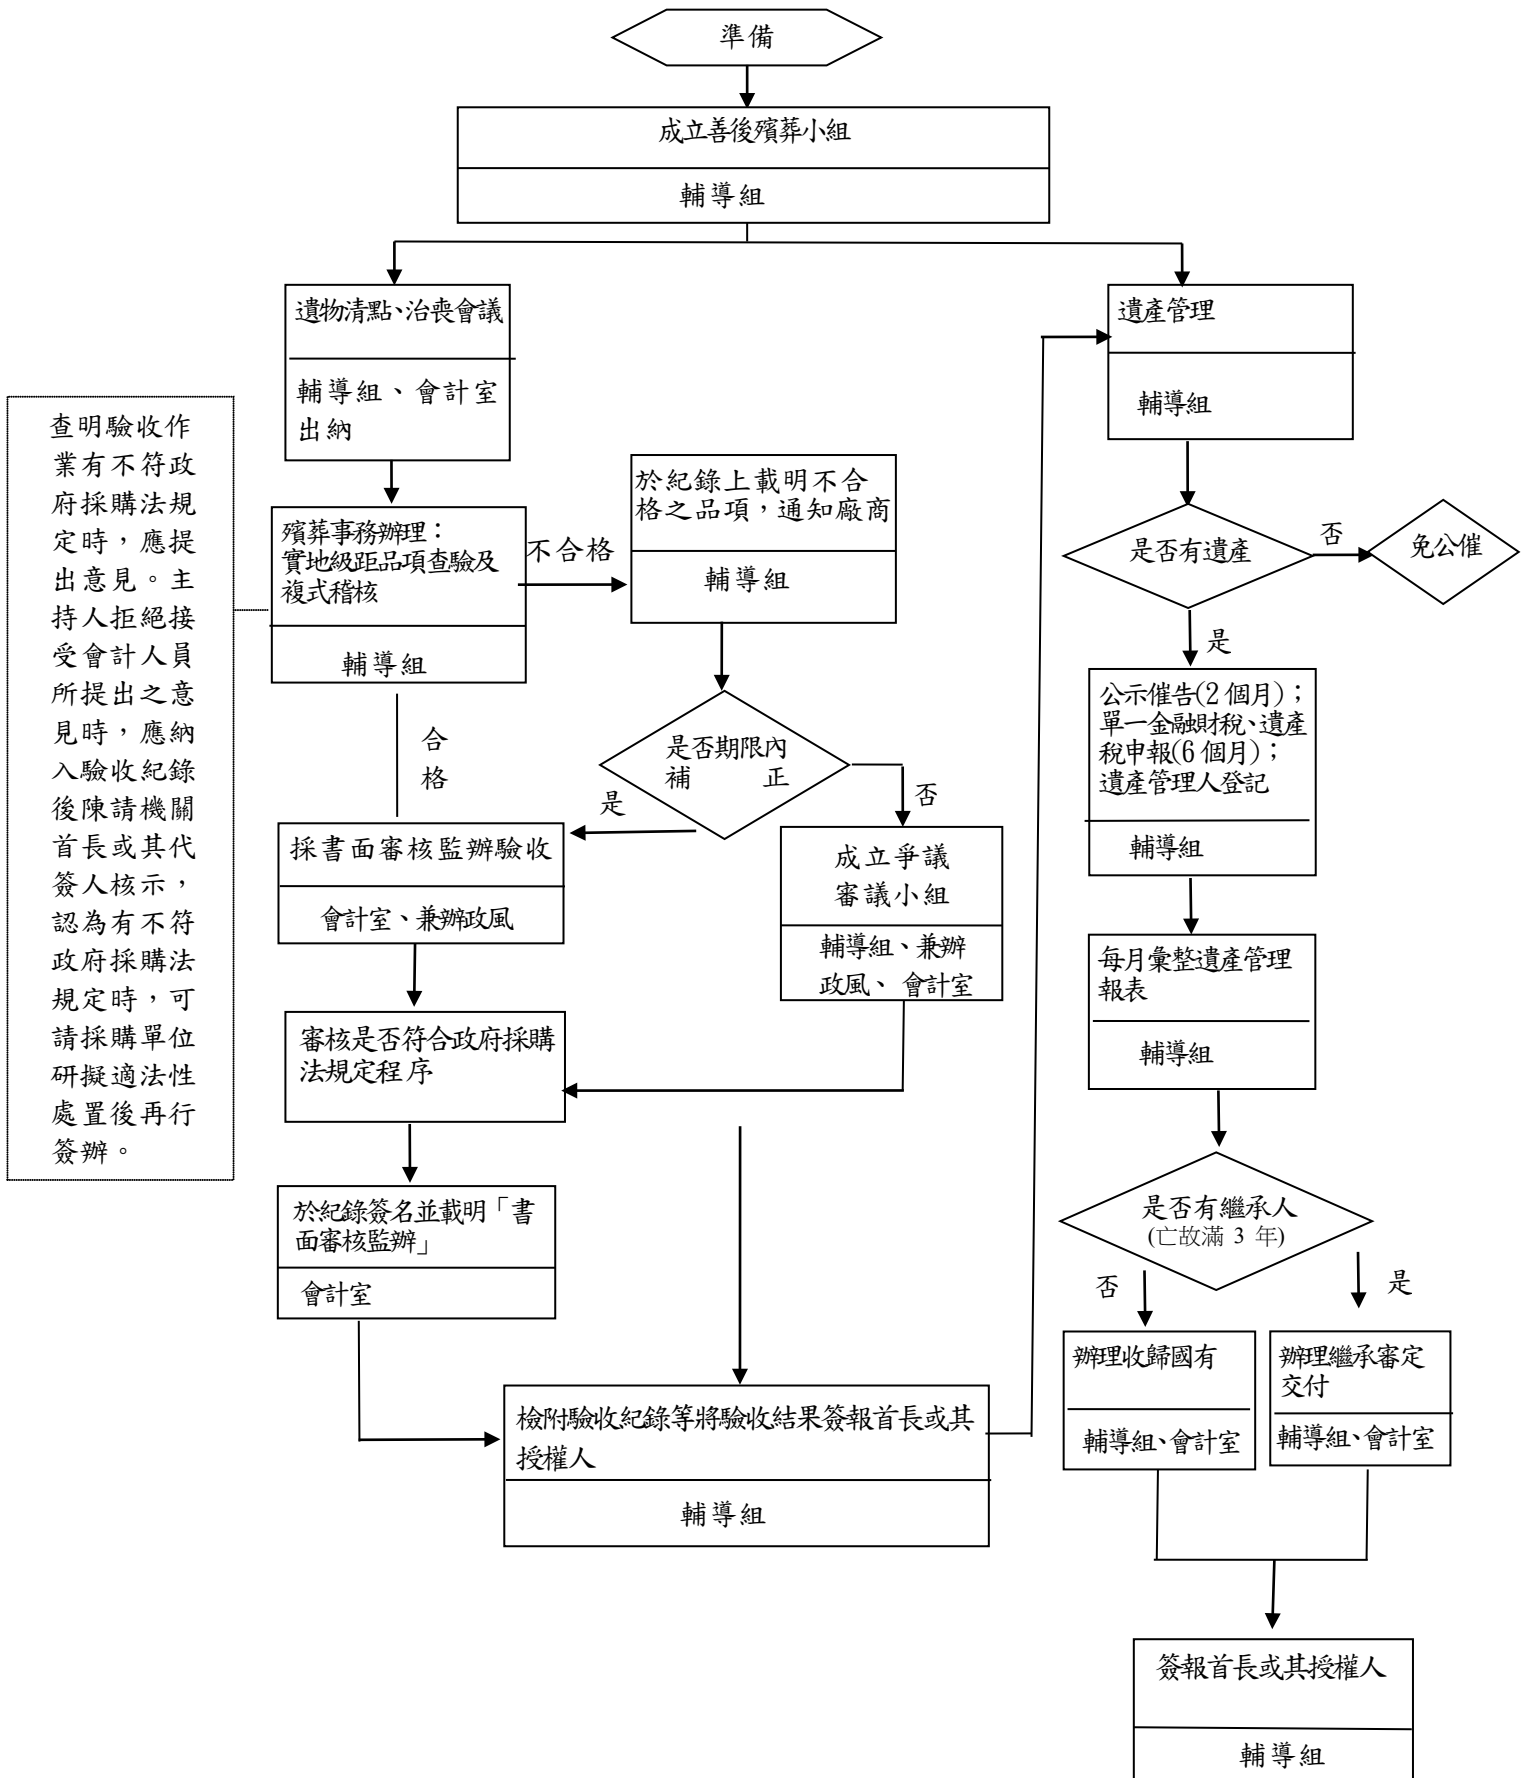 準備
成立善後殯葬小組
輔導組
遺物清點、治喪會議
輔導組、會計室
出納
遺產管理
輔導組
查明驗收作
業有不符政
府採購法規
定時，應提
出意見。主
持人拒絕接
受會計人員
所提出之意
見時，應納
入驗收紀錄
後陳請機關
首長或其代
簽人核示，
認為有不符
政府採購法
規定時，可
請採購單位
研擬適法性
處置後再行
簽辦。
殯葬事務辦理：
實地級距品項查驗及
複式稽核
輔導組
不合格
於紀錄上載明不合
格之品項，通知廠商
輔導組
合
格
是否期限內
補 正
是
否
採書面審核監辦驗收
會計室、兼辦政風
成立爭議
審議小組
輔導組、兼辦
政風、 會計室
審核是否符合政府採購
法規定程序
於紀錄簽名並載明「書
面審核監辦」
會計室
檢附驗收紀錄等將驗收結果簽報首長或其
授權人
輔導組
是否有遺產
否
免公催
是
公示催告(2 個月)；
單一金融財稅、遺產
稅申報(6 個月)；
遺產管理人登記
輔導組
每月彙整遺產管理
報表
輔導組
是否有繼承人
(亡故滿 3 年)
否
是
辦理收歸國有
輔導組、會計室
辦理繼承審定
交付
輔導組、會計室
簽報首長或其授權人
輔導組